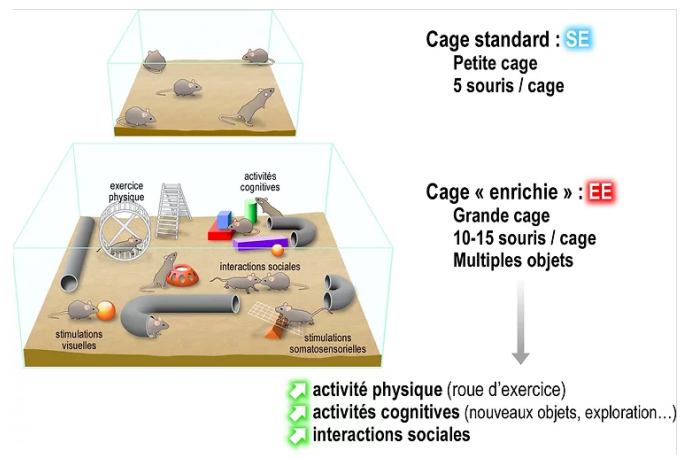 Cage standard : SE
Petite cage
5 souris / cage
exercice
physique
activités
cognitives
interactions sociales
stimulations
visuelles
stimulations
somatosensorielles
Cage « enrichie » : EE
Grande cage
10-15 souris / cage
Multiples objets
activité physique (roue d'exercice)
activités cognitives (nouveaux objets, exploration…)
interactions sociales